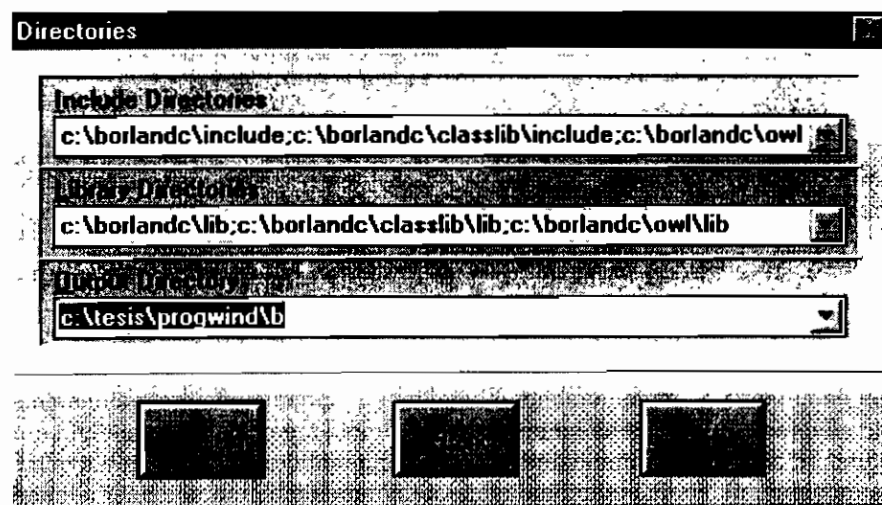 Directories
Include Directories
c:\borlandc\include;c:\borlandc\classlib\include;c:\borlandc\owl
Library Directories
c:\borlandc\lib;c:\borlandc\classlib\lib;c:\borlandc\owl\lib
Output Directory
c:\tesis\progwind\b